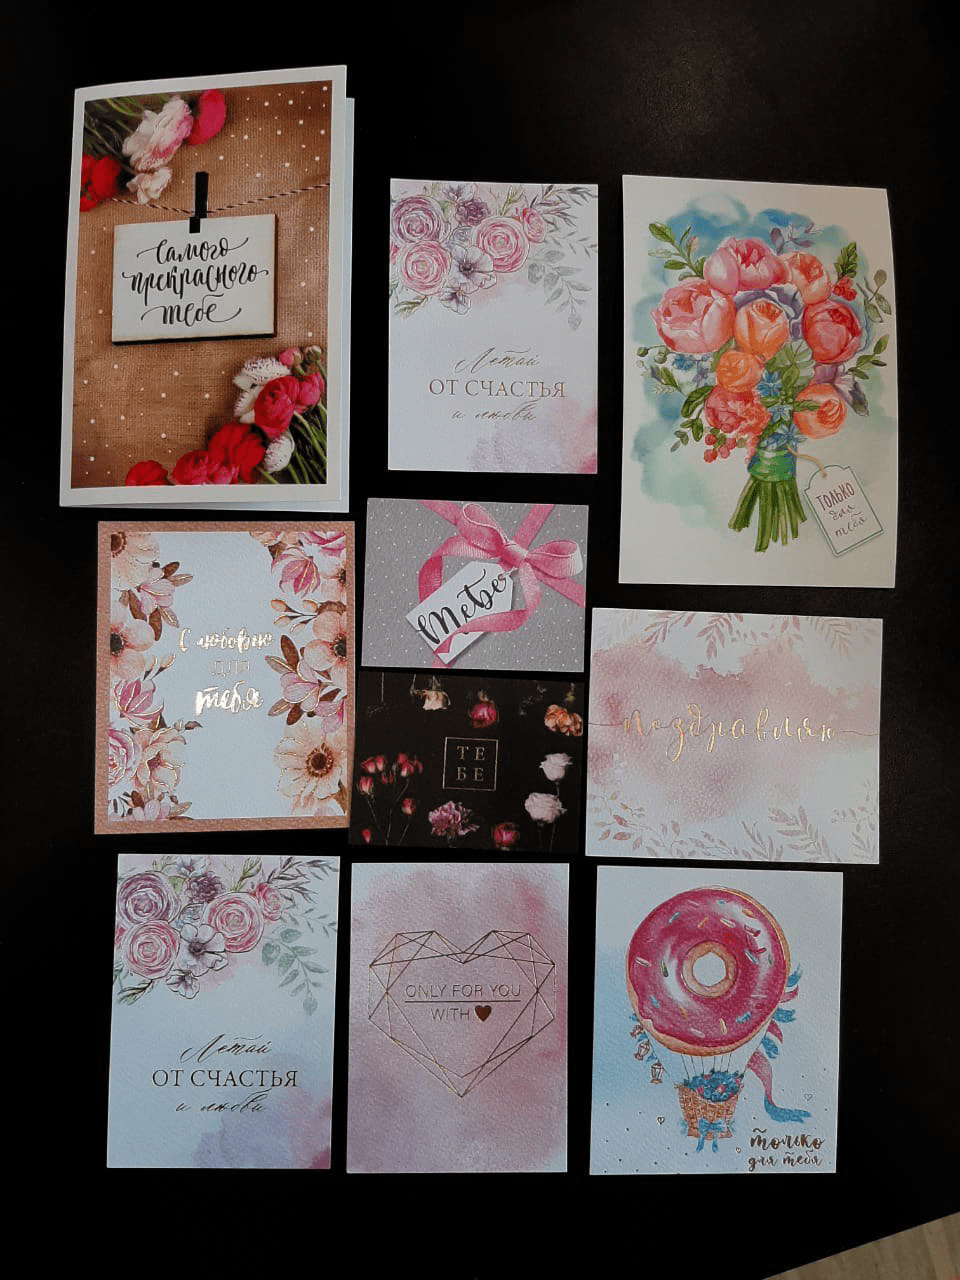 самого
прекрасного
тебе
Летай
ОТ СЧАСТЬЯ
и любви
ТОЛЬКО
для
тебя
С любовью
для
тебя
тебе
ТЕ
БЕ
поздравляю
Летай
ОТ СЧАСТЬЯ
и любви
ONLY FOR YOU
WITH
только
для тебя